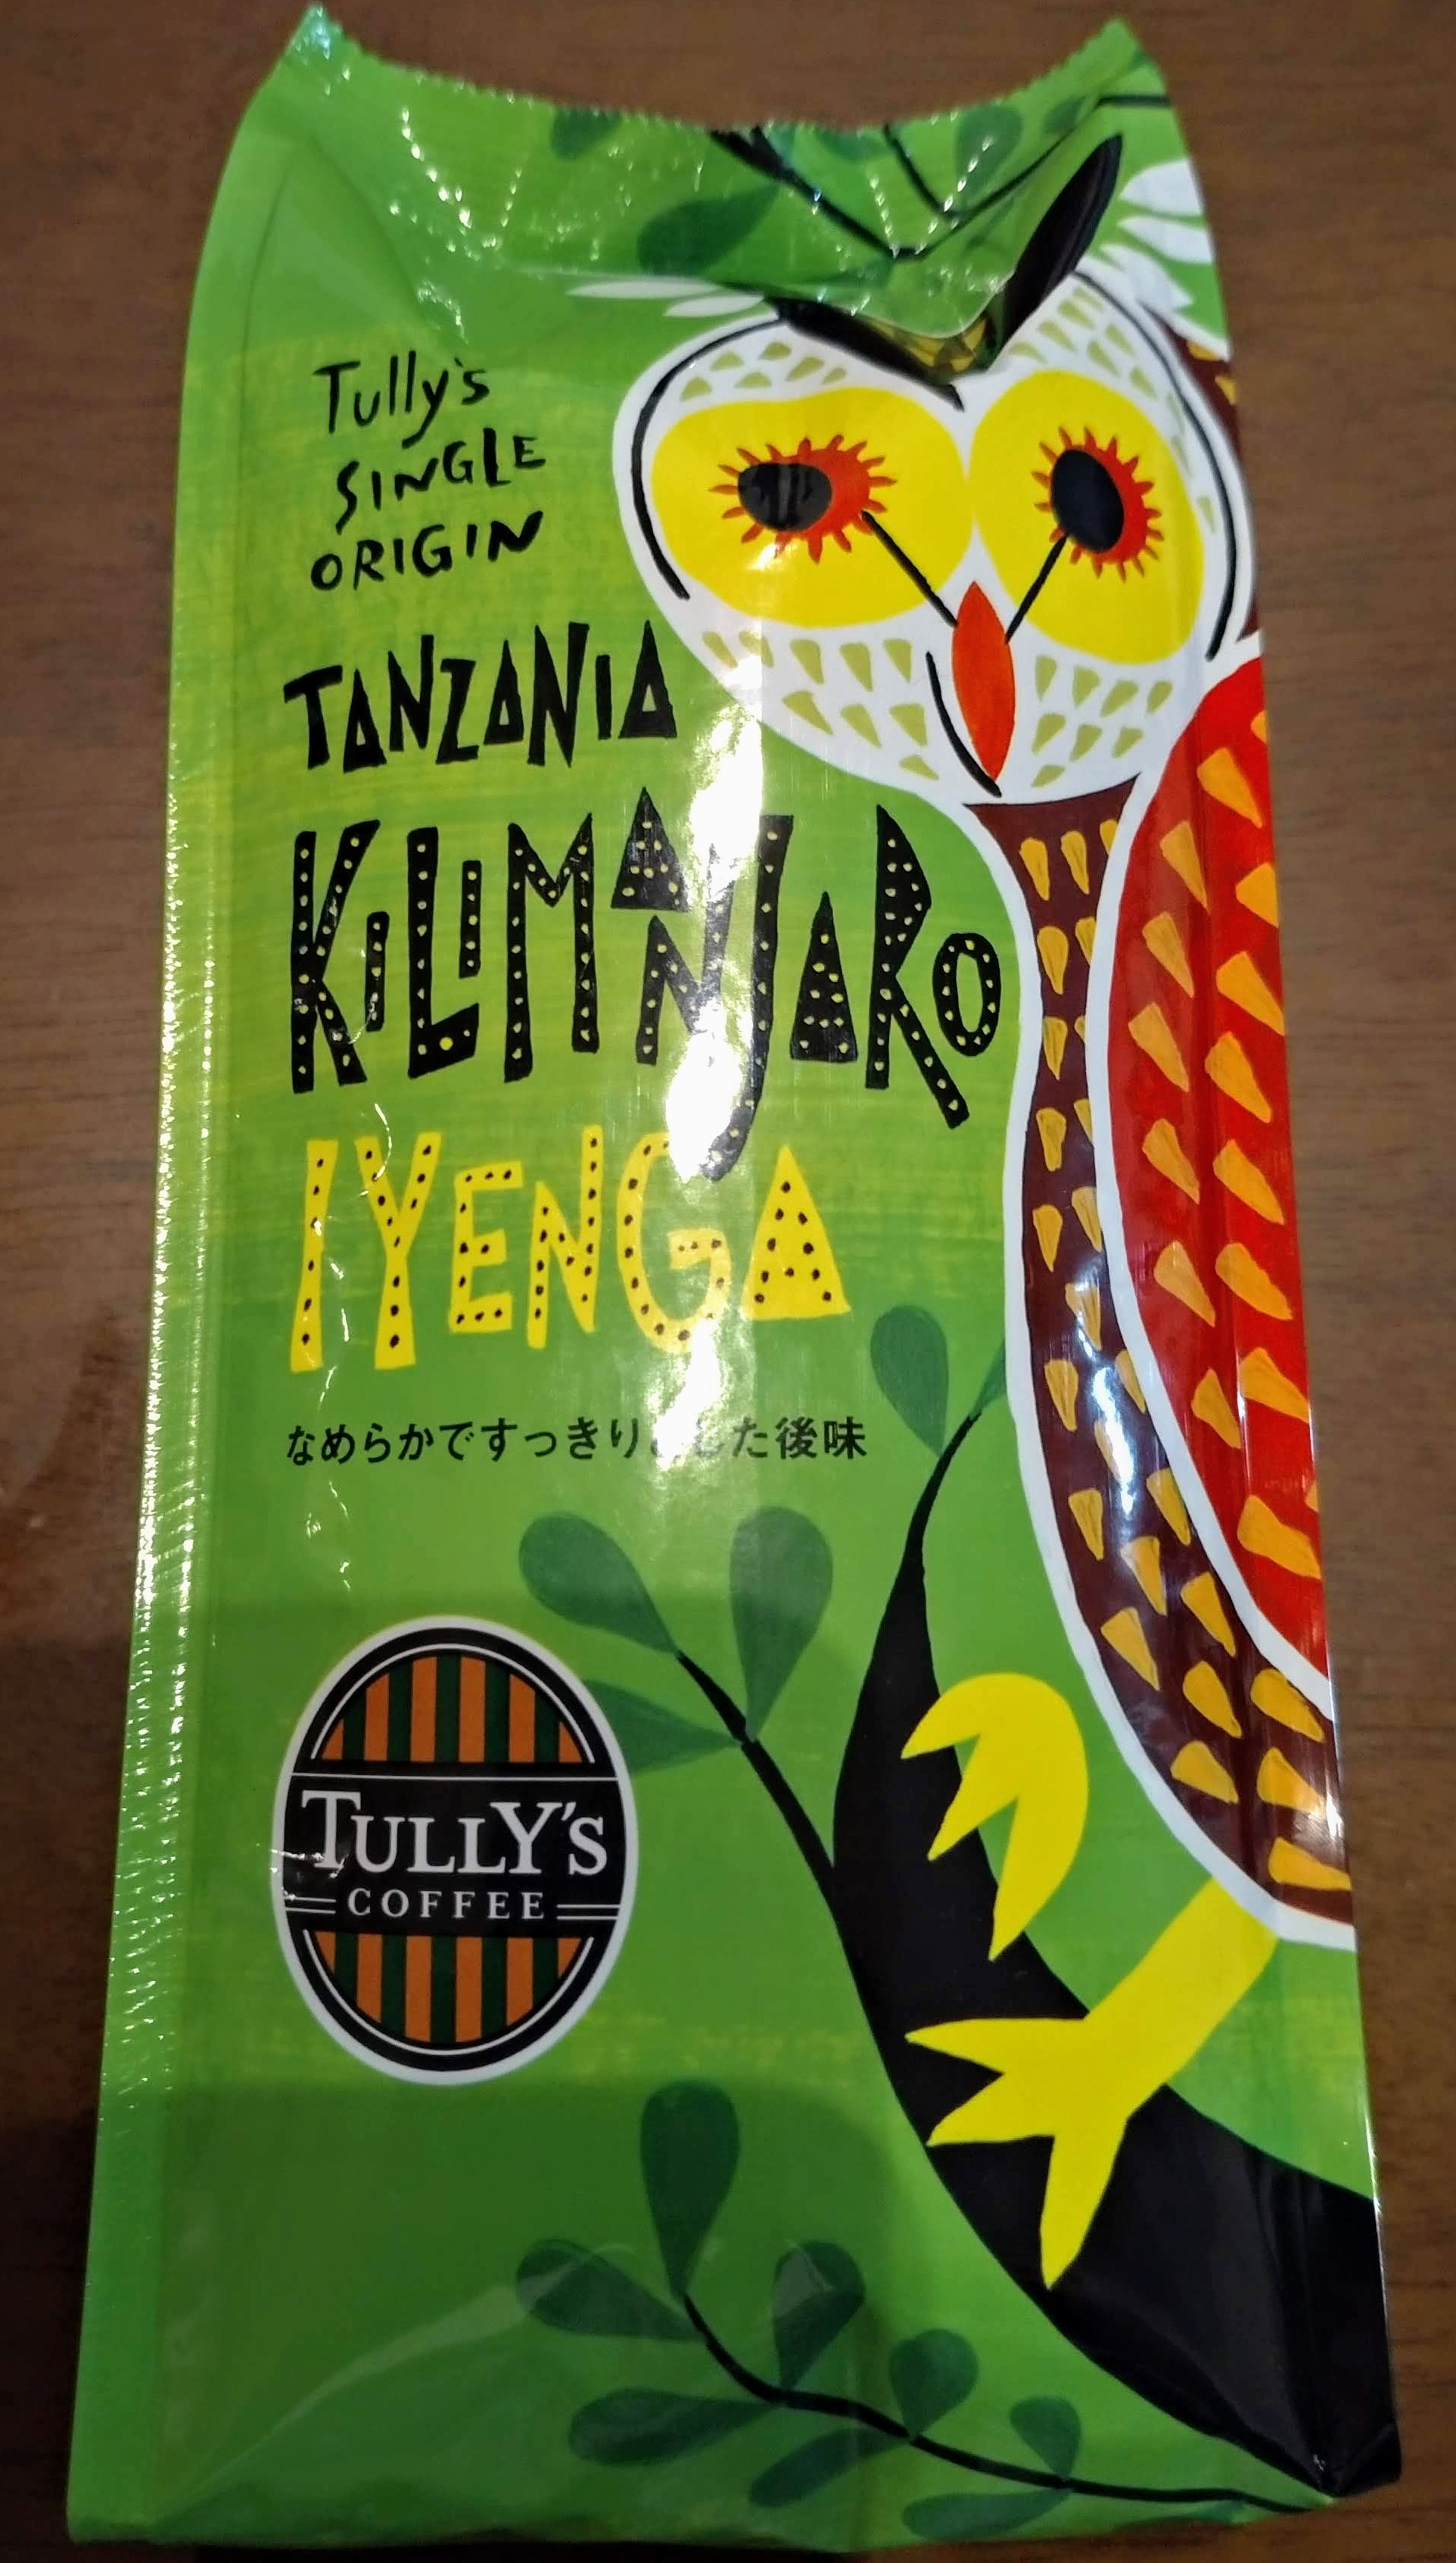 Tully's
SINGLE
ORIGIN
TANZANIA
KILIMANJARO
IYENGA
なめらかですっきりとした後味
TULLY'S
COFFEE